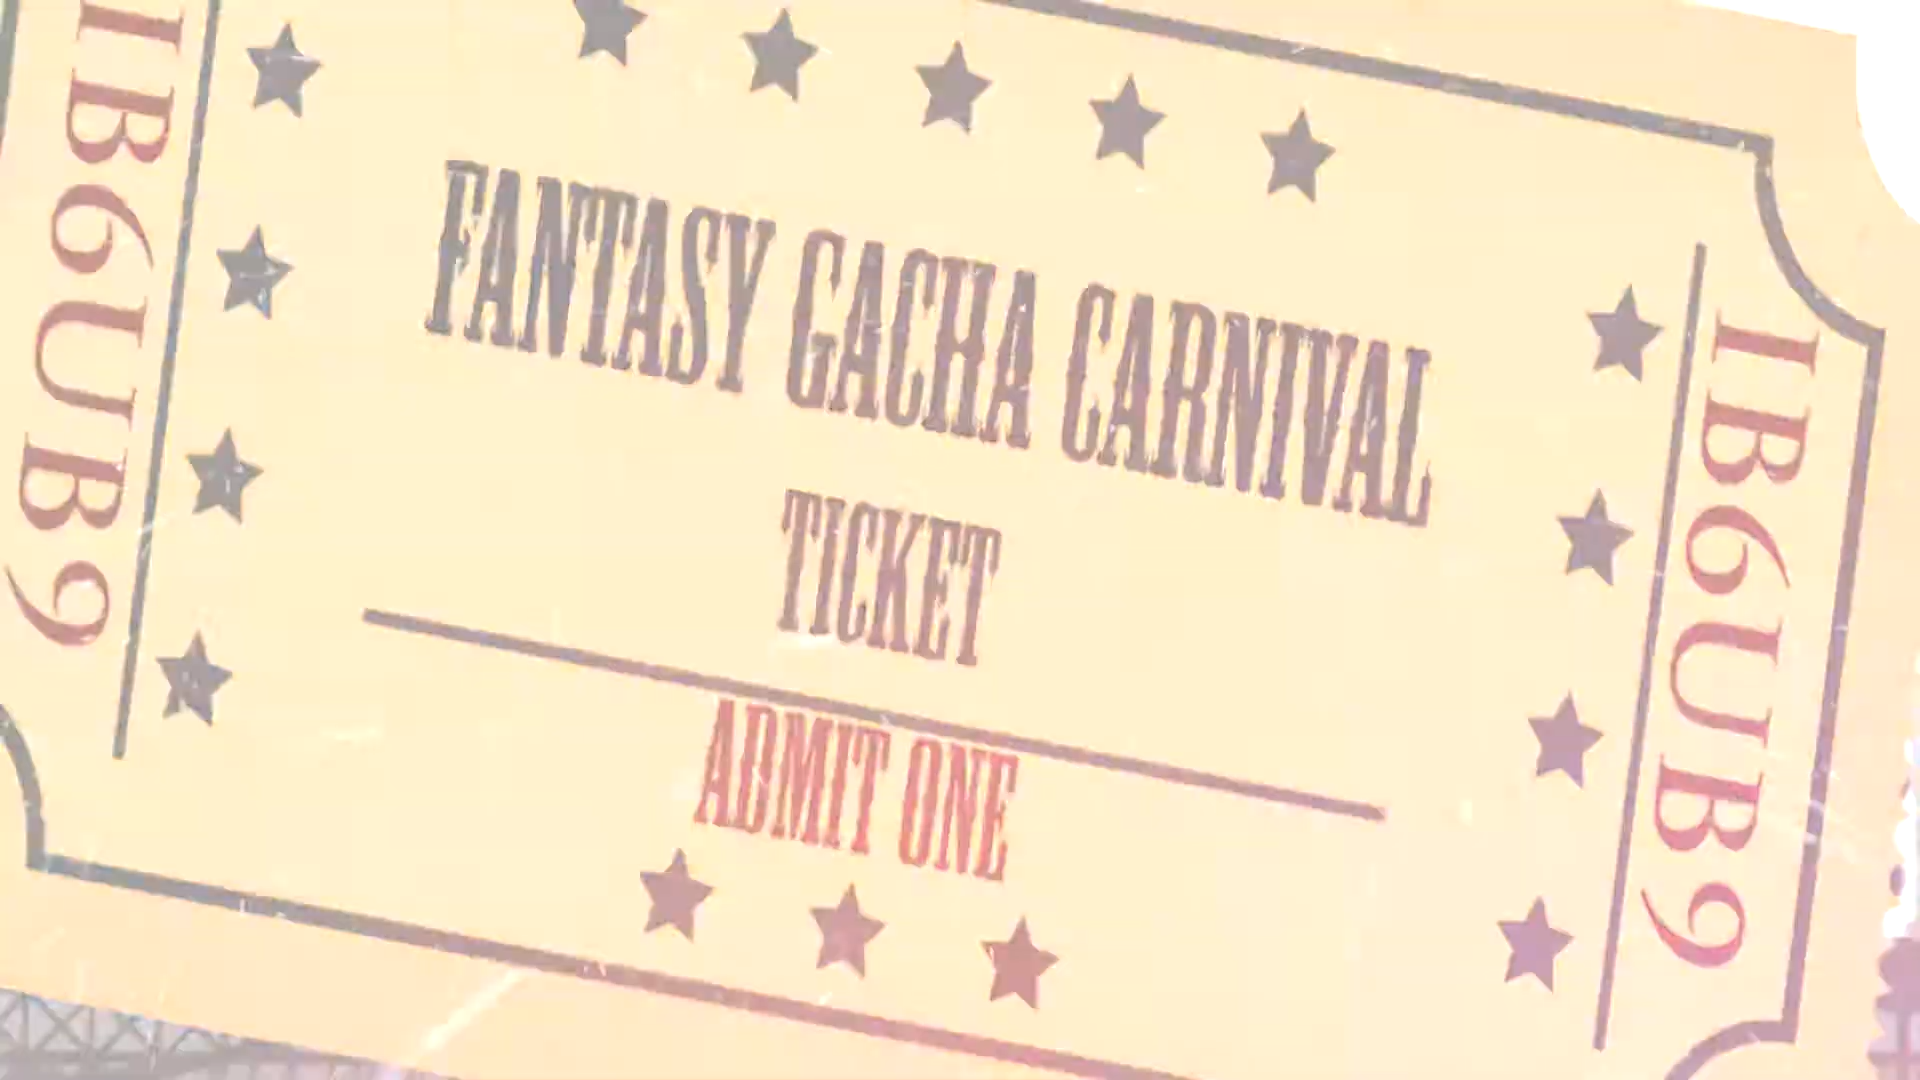 IB6UB9
FANTASY GACHA CARNIVAL
TICKET
ADMIT ONE
IB6UB9